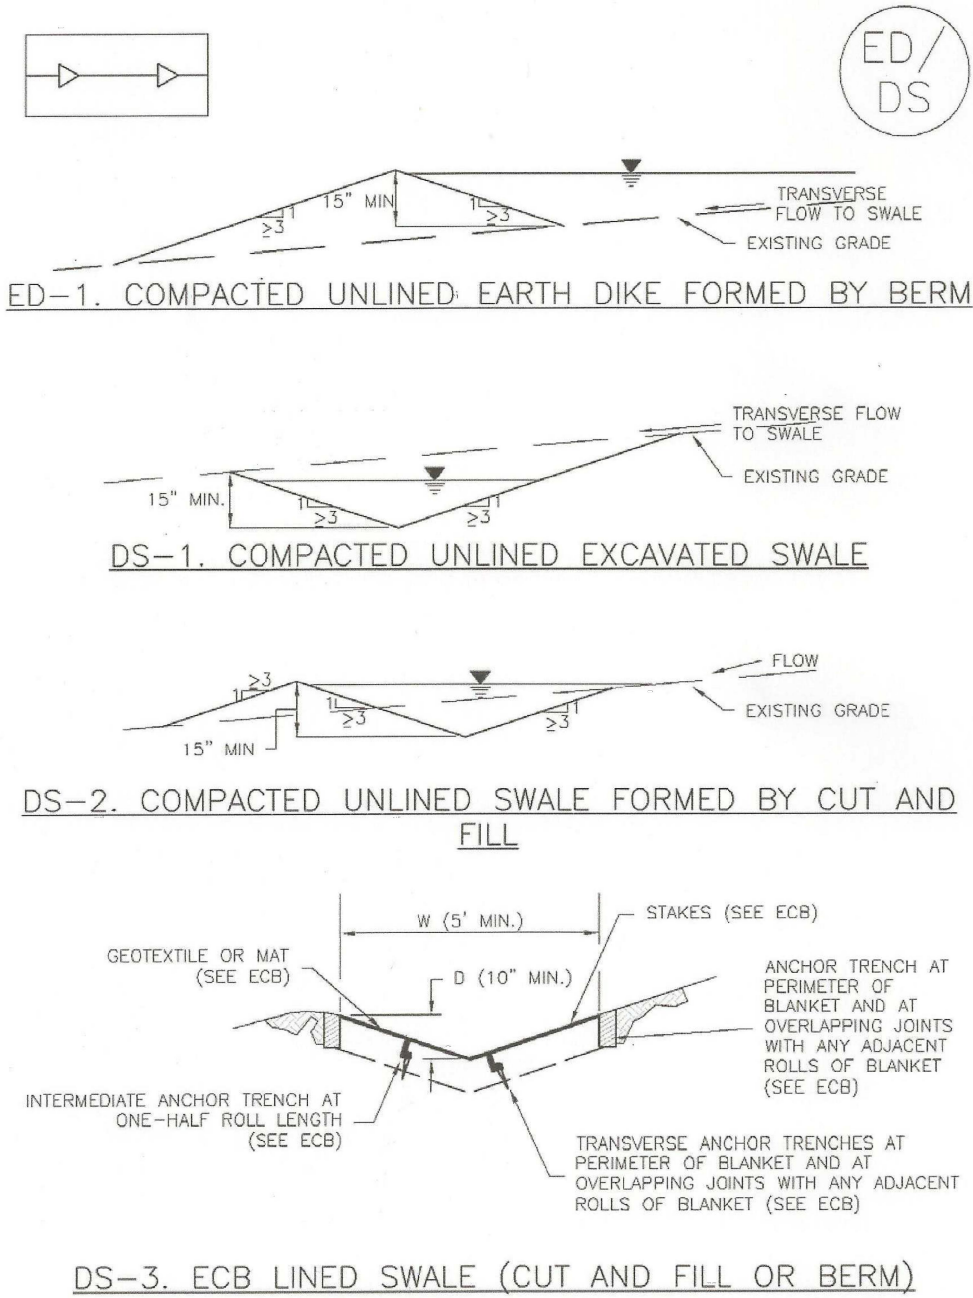 ED/
DS
15" MIN
1
≥3
1
≥3
TRANSVERSE
FLOW TO SWALE
EXISTING GRADE
ED-1. COMPACTED UNLINED EARTH DIKE FORMED BY BERM
TRANSVERSE FLOW
TO SWALE
EXISTING GRADE
15" MIN.
1
≥3
1
≥3
DS-1. COMPACTED UNLINED EXCAVATED SWALE
≥3
1
FLOW
1
≥3
1
≥3
EXISTING GRADE
15" MIN
DS-2. COMPACTED UNLINED SWALE FORMED BY CUT AND
FILL
W (5' MIN.)
STAKES (SEE ECB)
GEOTEXTILE OR MAT
(SEE ECB)
D (10" MIN.)
ANCHOR TRENCH AT
PERIMETER OF
BLANKET AND AT
OVERLAPPING JOINTS
WITH ANY ADJACENT
ROLLS OF BLANKET
(SEE ECB)
INTERMEDIATE ANCHOR TRENCH AT
ONE-HALF ROLL LENGTH
(SEE ECB)
TRANSVERSE ANCHOR TRENCHES AT
PERIMETER OF BLANKET AND AT
OVERLAPPING JOINTS WITH ANY ADJACENT
ROLLS OF BLANKET (SEE ECB)
DS-3. ECB LINED SWALE (CUT AND FILL OR BERM)